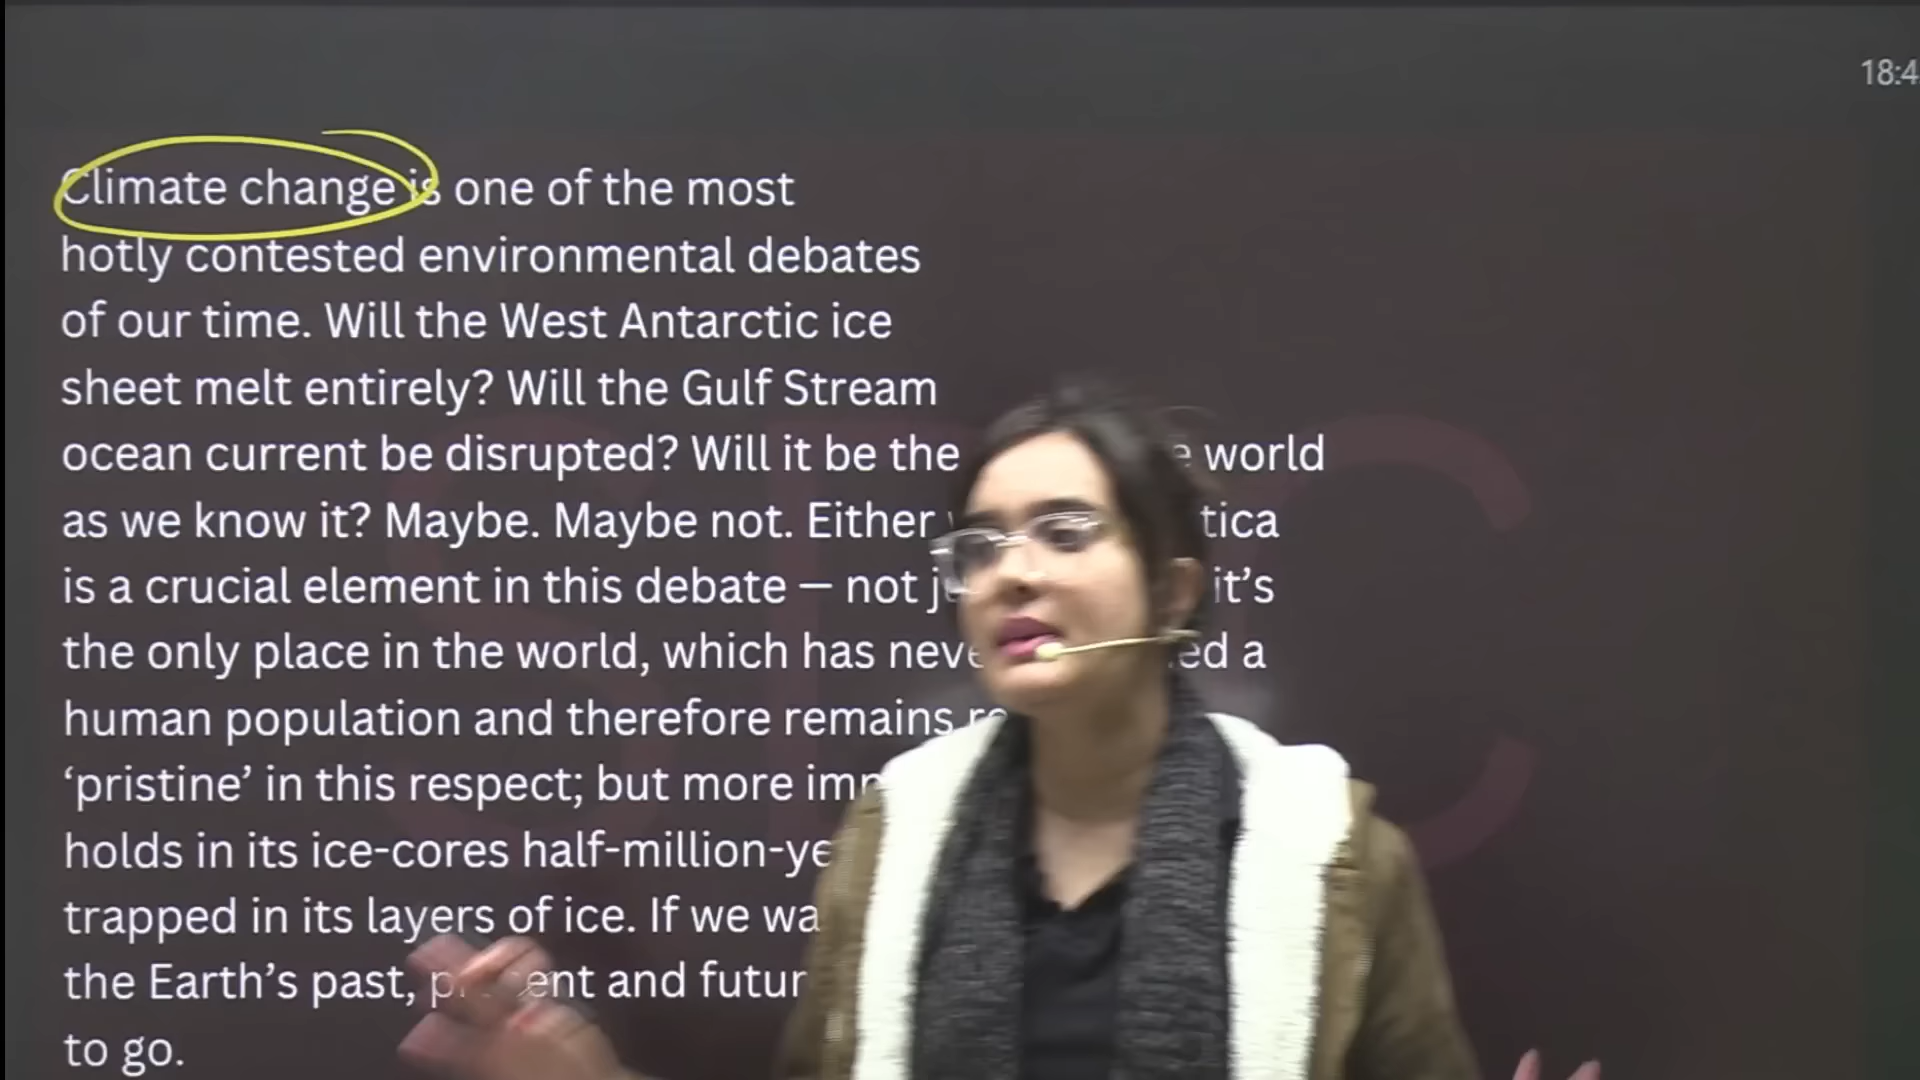 18:4
Climate change is one of the most
hotly contested environmental debates
of our time. Will the West Antarctic ice
sheet melt entirely? Will the Gulf Stream
ocean current be disrupted? Will it be the world
as we know it? Maybe. Maybe not. Either tica
is a crucial element in this debate — not it’s
the only place in the world, which has a
human population and therefore remains
‘pristine’ in this respect; but more
holds in its ice-cores
trapped in its layers of ice. If we
the Earth’s past, and
to go.